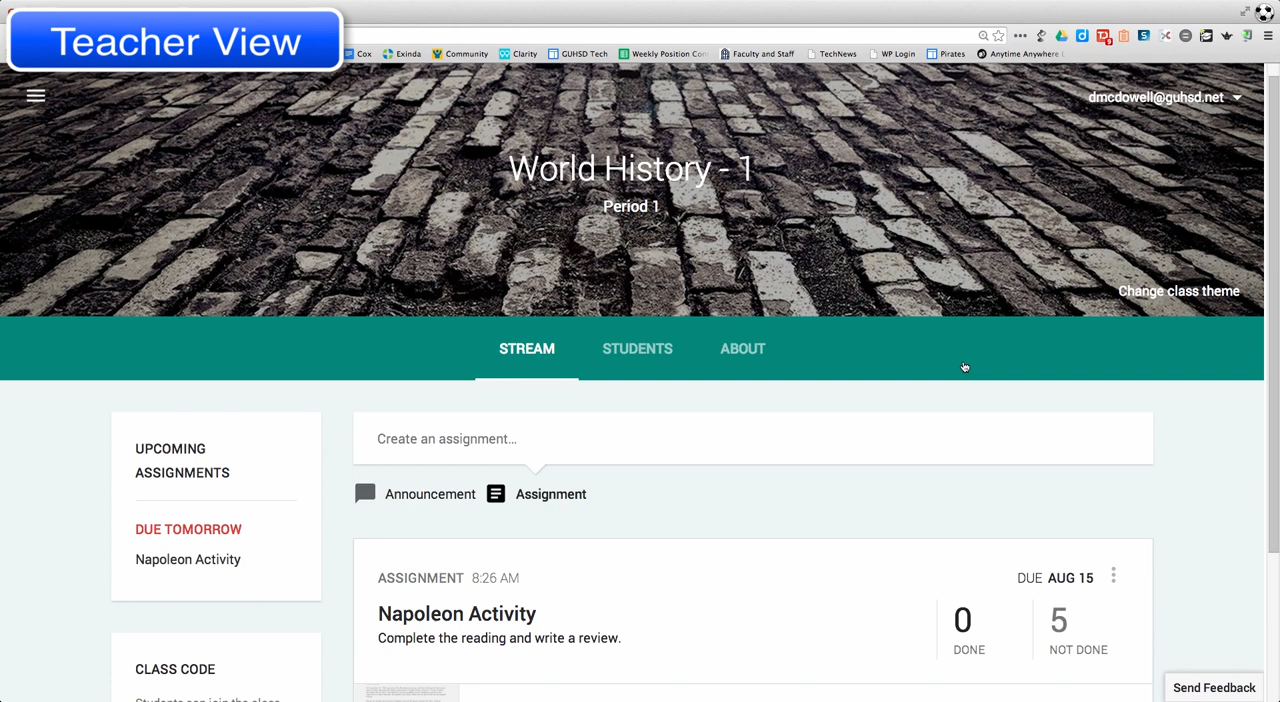 Teacher View
Cox Exinda Community Clarity GUHSD Tech Weekly Position Co Faculty and Staff TechNews WP Login Pirates Anytime Anywhere
dmcdowell@guhsd.net
World History - 1
Period 1
Change class theme
STREAM STUDENTS ABOUT
UPCOMING
ASSIGNMENTS
DUE TOMORROW
Napoleon Activity
CLASS CODE
Students can join the class
Create an assignment...
Announcement Assignment
ASSIGNMENT 8:26 AM
DUE AUG 15
Napoleon Activity
Complete the reading and write a review.
0
DONE
5
NOT DONE
Send Feedback